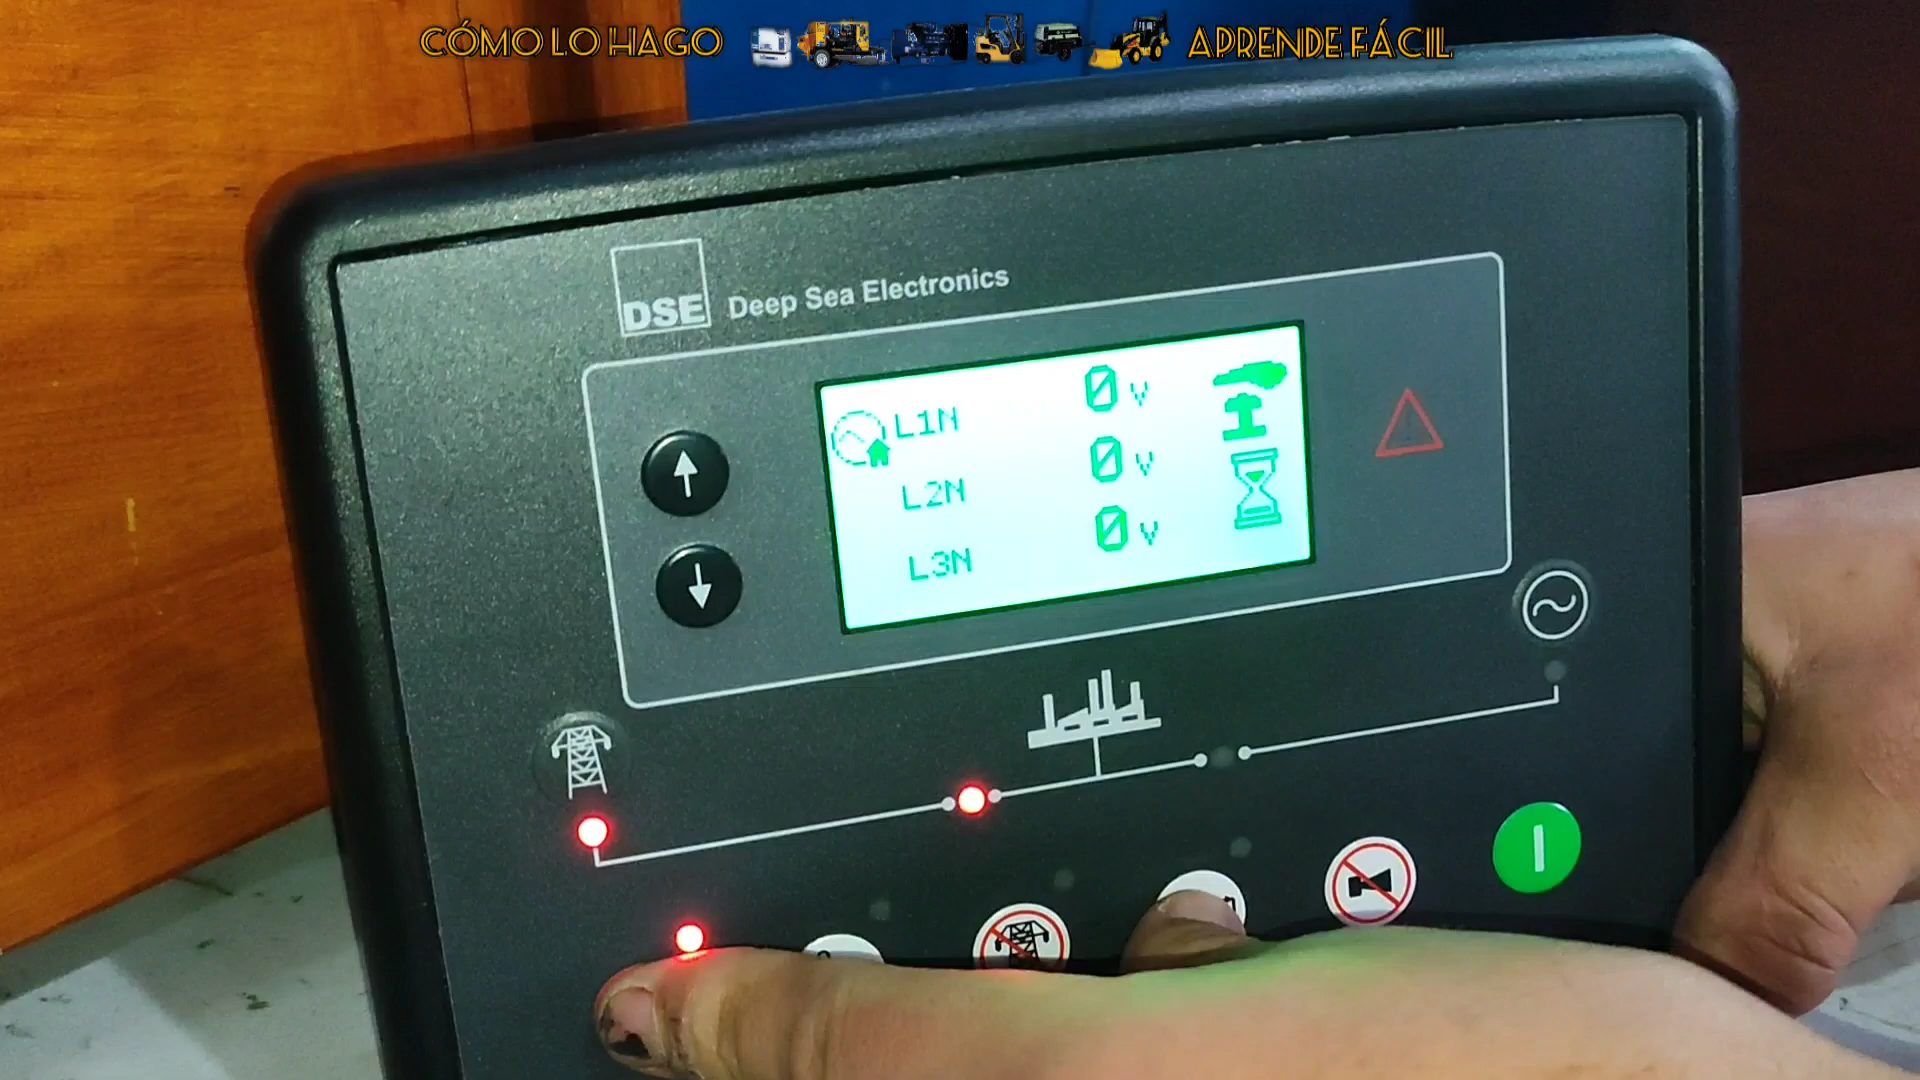 CÓMO LO HAGO APRENDE FÁCIL
DSE Deep Sea Electronics
L1N 0 V
L2N 0 V
L3N 0 V